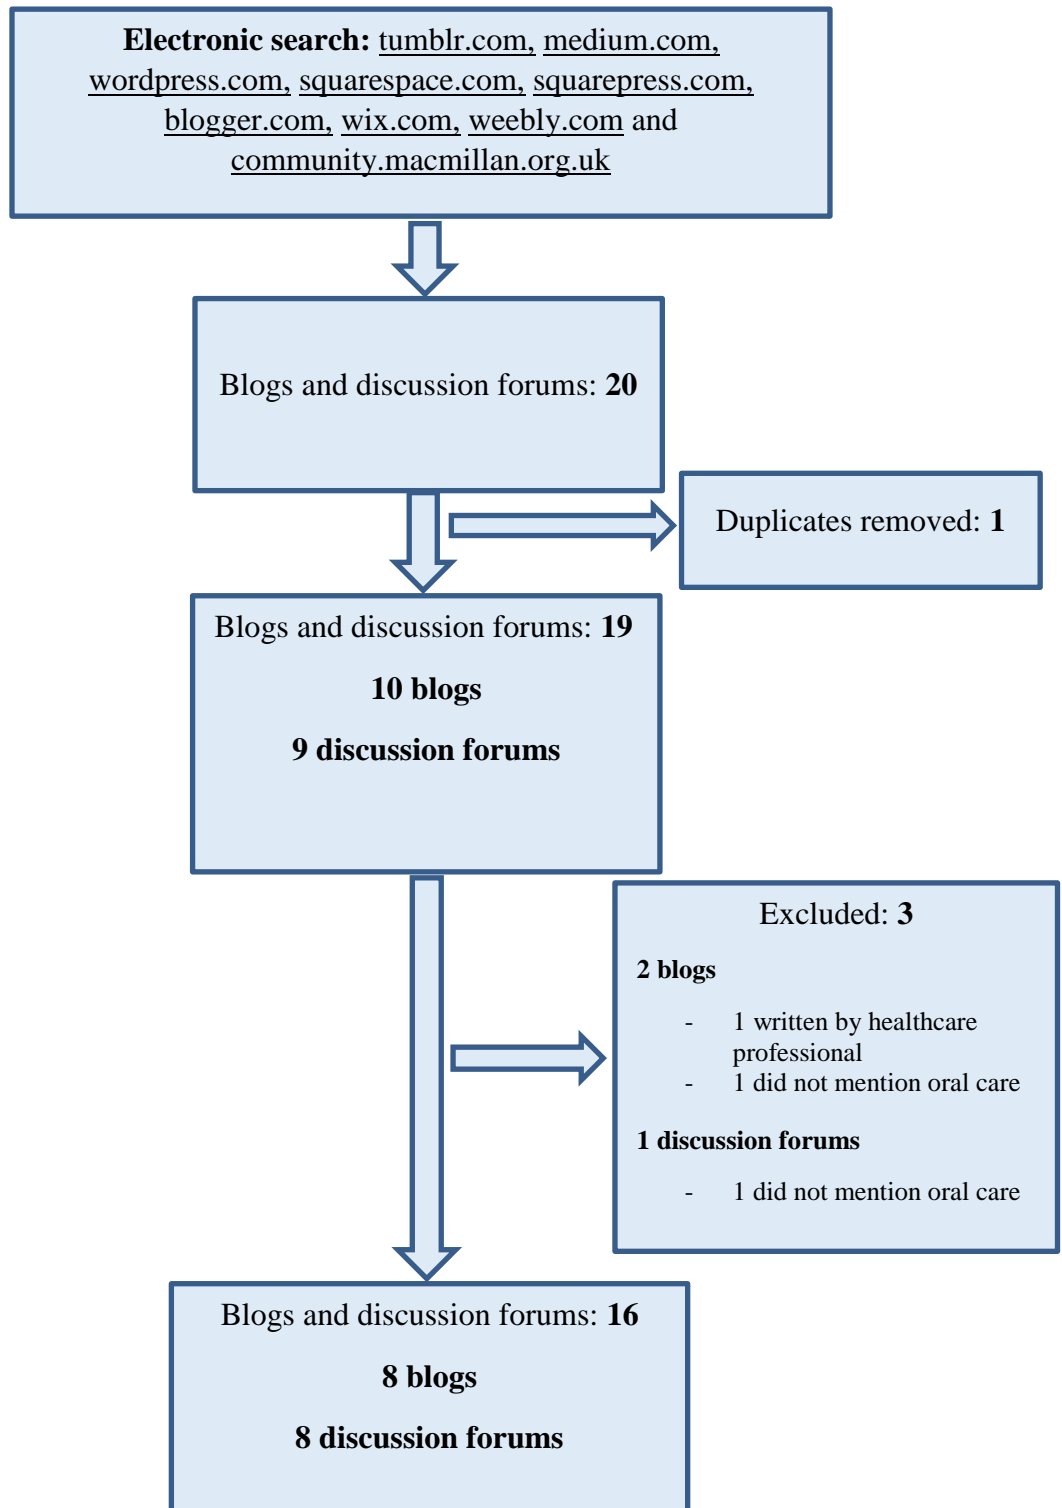 Electronic search: tumblr.com, medium.com,
wordpress.com, squarespace.com, squarepress.com,
blogger.com, wix.com, weebly.com and
community.macmillan.org.uk
Blogs and discussion forums: 20
Duplicates removed: 1
Blogs and discussion forums: 19
10 blogs
9 discussion forums
Excluded: 3
2 blogs
- 1 written by healthcare
professional
- 1 did not mention oral care
1 discussion forums
- 1 did not mention oral care
Blogs and discussion forums: 16
8 blogs
8 discussion forums